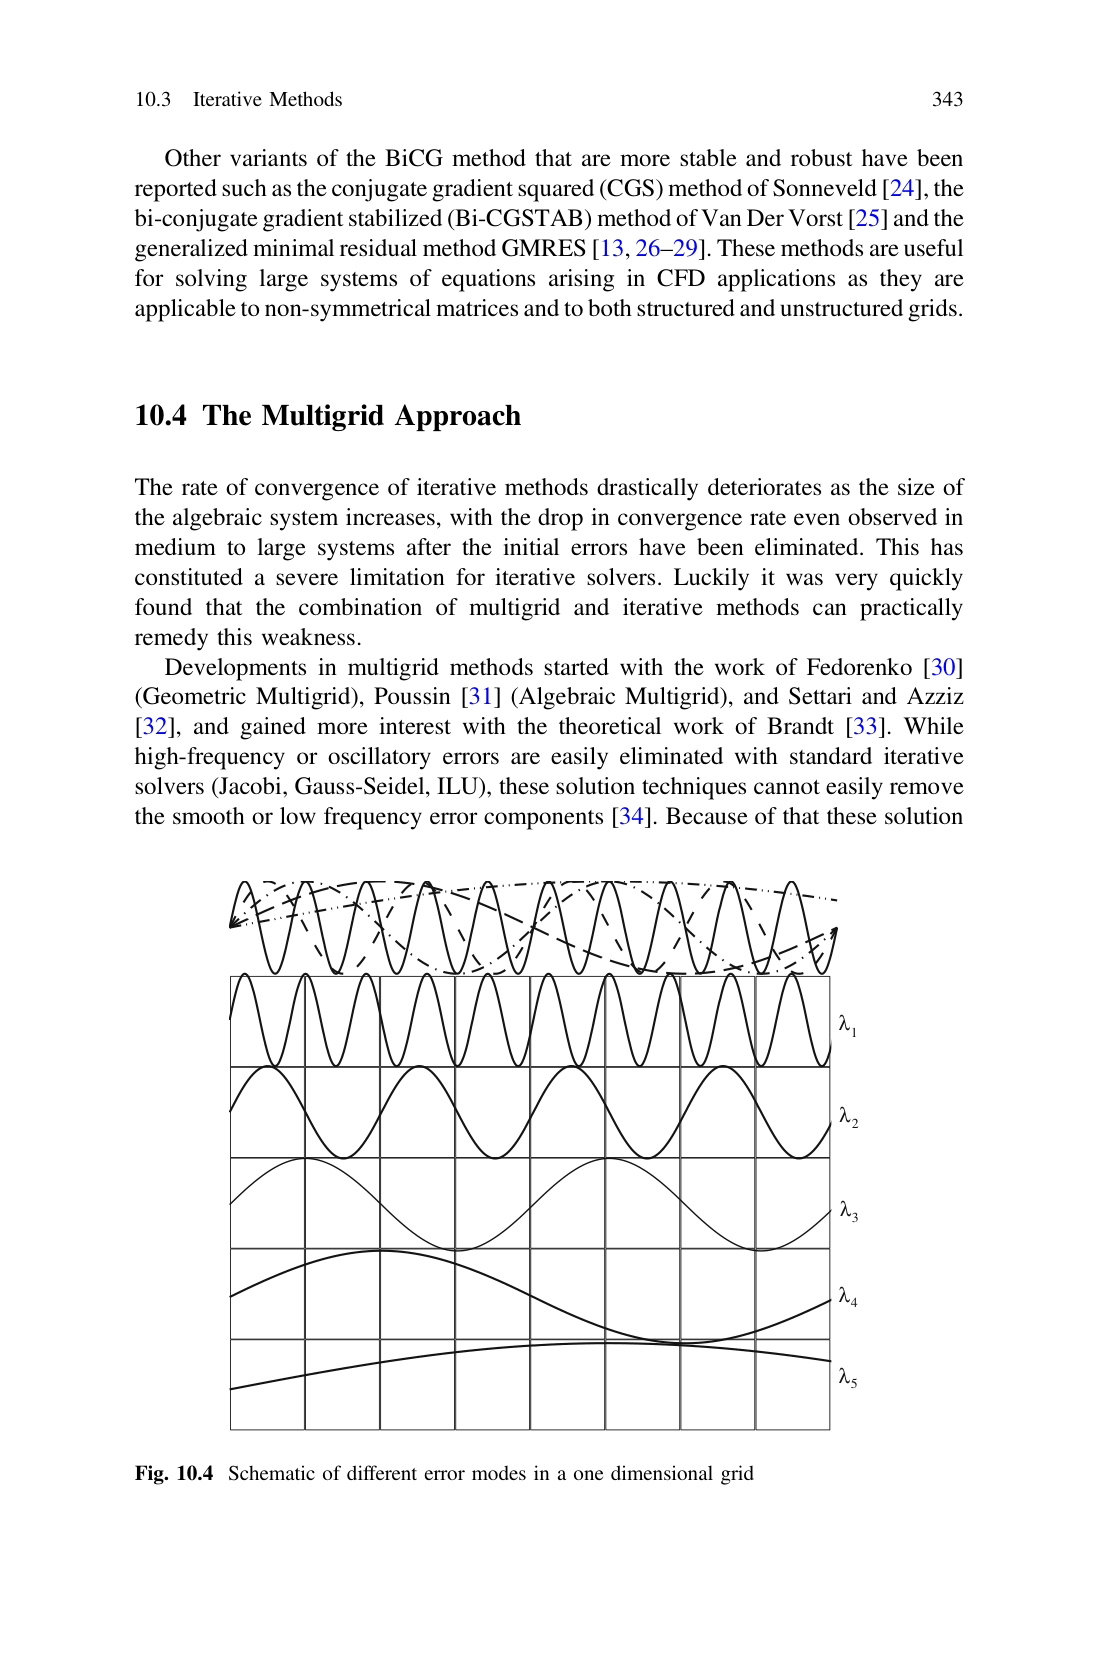 10.3 Iterative Methods 343
Other variants of the BiCG method that are more stable and robust have been
reported such as the conjugate gradient squared (CGS) method of Sonneveld [24], the
bi-conjugate gradient stabilized (Bi-CGSTAB) method of Van Der Vorst [25] and the
generalized minimal residual method GMRES [13, 26–29]. These methods are useful
for solving large systems of equations arising in CFD applications as they are
applicable to non-symmetrical matrices and to both structured and unstructured grids.
10.4 The Multigrid Approach
The rate of convergence of iterative methods drastically deteriorates as the size of
the algebraic system increases, with the drop in convergence rate even observed in
medium to large systems after the initial errors have been eliminated. This has
constituted a severe limitation for iterative solvers. Luckily it was very quickly
found that the combination of multigrid and iterative methods can practically
remedy this weakness.
Developments in multigrid methods started with the work of Fedorenko [30]
(Geometric Multigrid), Poussin [31] (Algebraic Multigrid), and Settari and Azziz
[32], and gained more interest with the theoretical work of Brandt [33]. While
high-frequency or oscillatory errors are easily eliminated with standard iterative
solvers (Jacobi, Gauss-Seidel, ILU), these solution techniques cannot easily remove
the smooth or low frequency error components [34]. Because of that these solution
λ₁
λ₂
λ₃
λ₄
λ₅
Fig. 10.4 Schematic of different error modes in a one dimensional grid